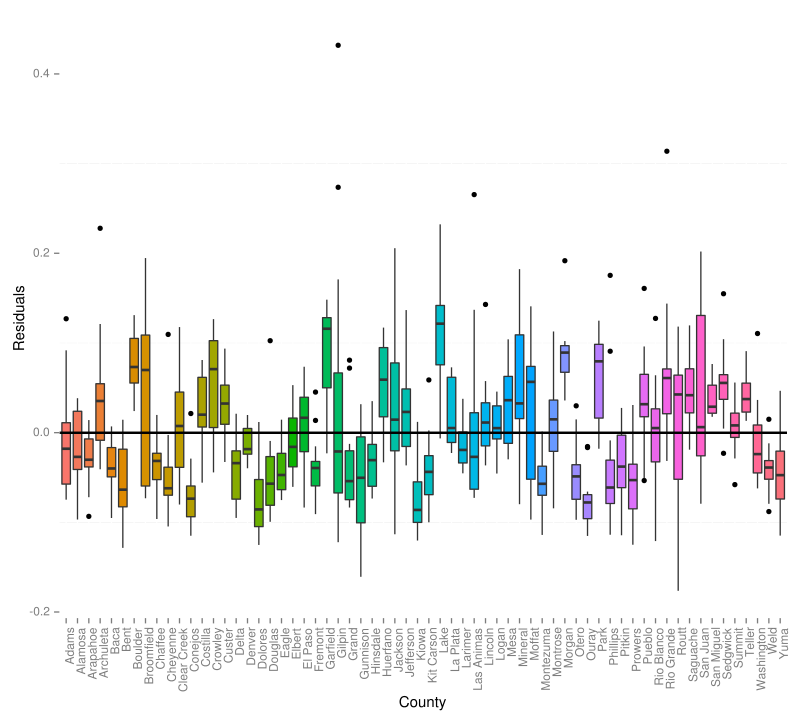 0.4
0.2
0.0
-0.2
Residuals
Adams
Alamosa
Arapahoe
Archuleta
Baca
Bent
Boulder
Broomfield
Chaffee
Cheyenne
Clear Creek
Conejos
Costilla
Crowley
Custer
Delta
Denver
Dolores
Douglas
Eagle
Elbert
El Paso
Fremont
Garfield
Gilpin
Grand
Gunnison
Hinsdale
Huerfano
Jackson
Jefferson
Kiowa
Kit Carson
Lake
La Plata
Larimer
Las Animas
Lincoln
Logan
Mesa
Mineral
Moffat
Montezuma
Montrose
Morgan
Otero
Ouray
Park
Phillips
Pitkin
Prowers
Pueblo
Rio Blanco
Rio Grande
Routt
Saguache
San Juan
San Miguel
Sedgwick
Summit
Teller
Washington
Weld
Yuma
County